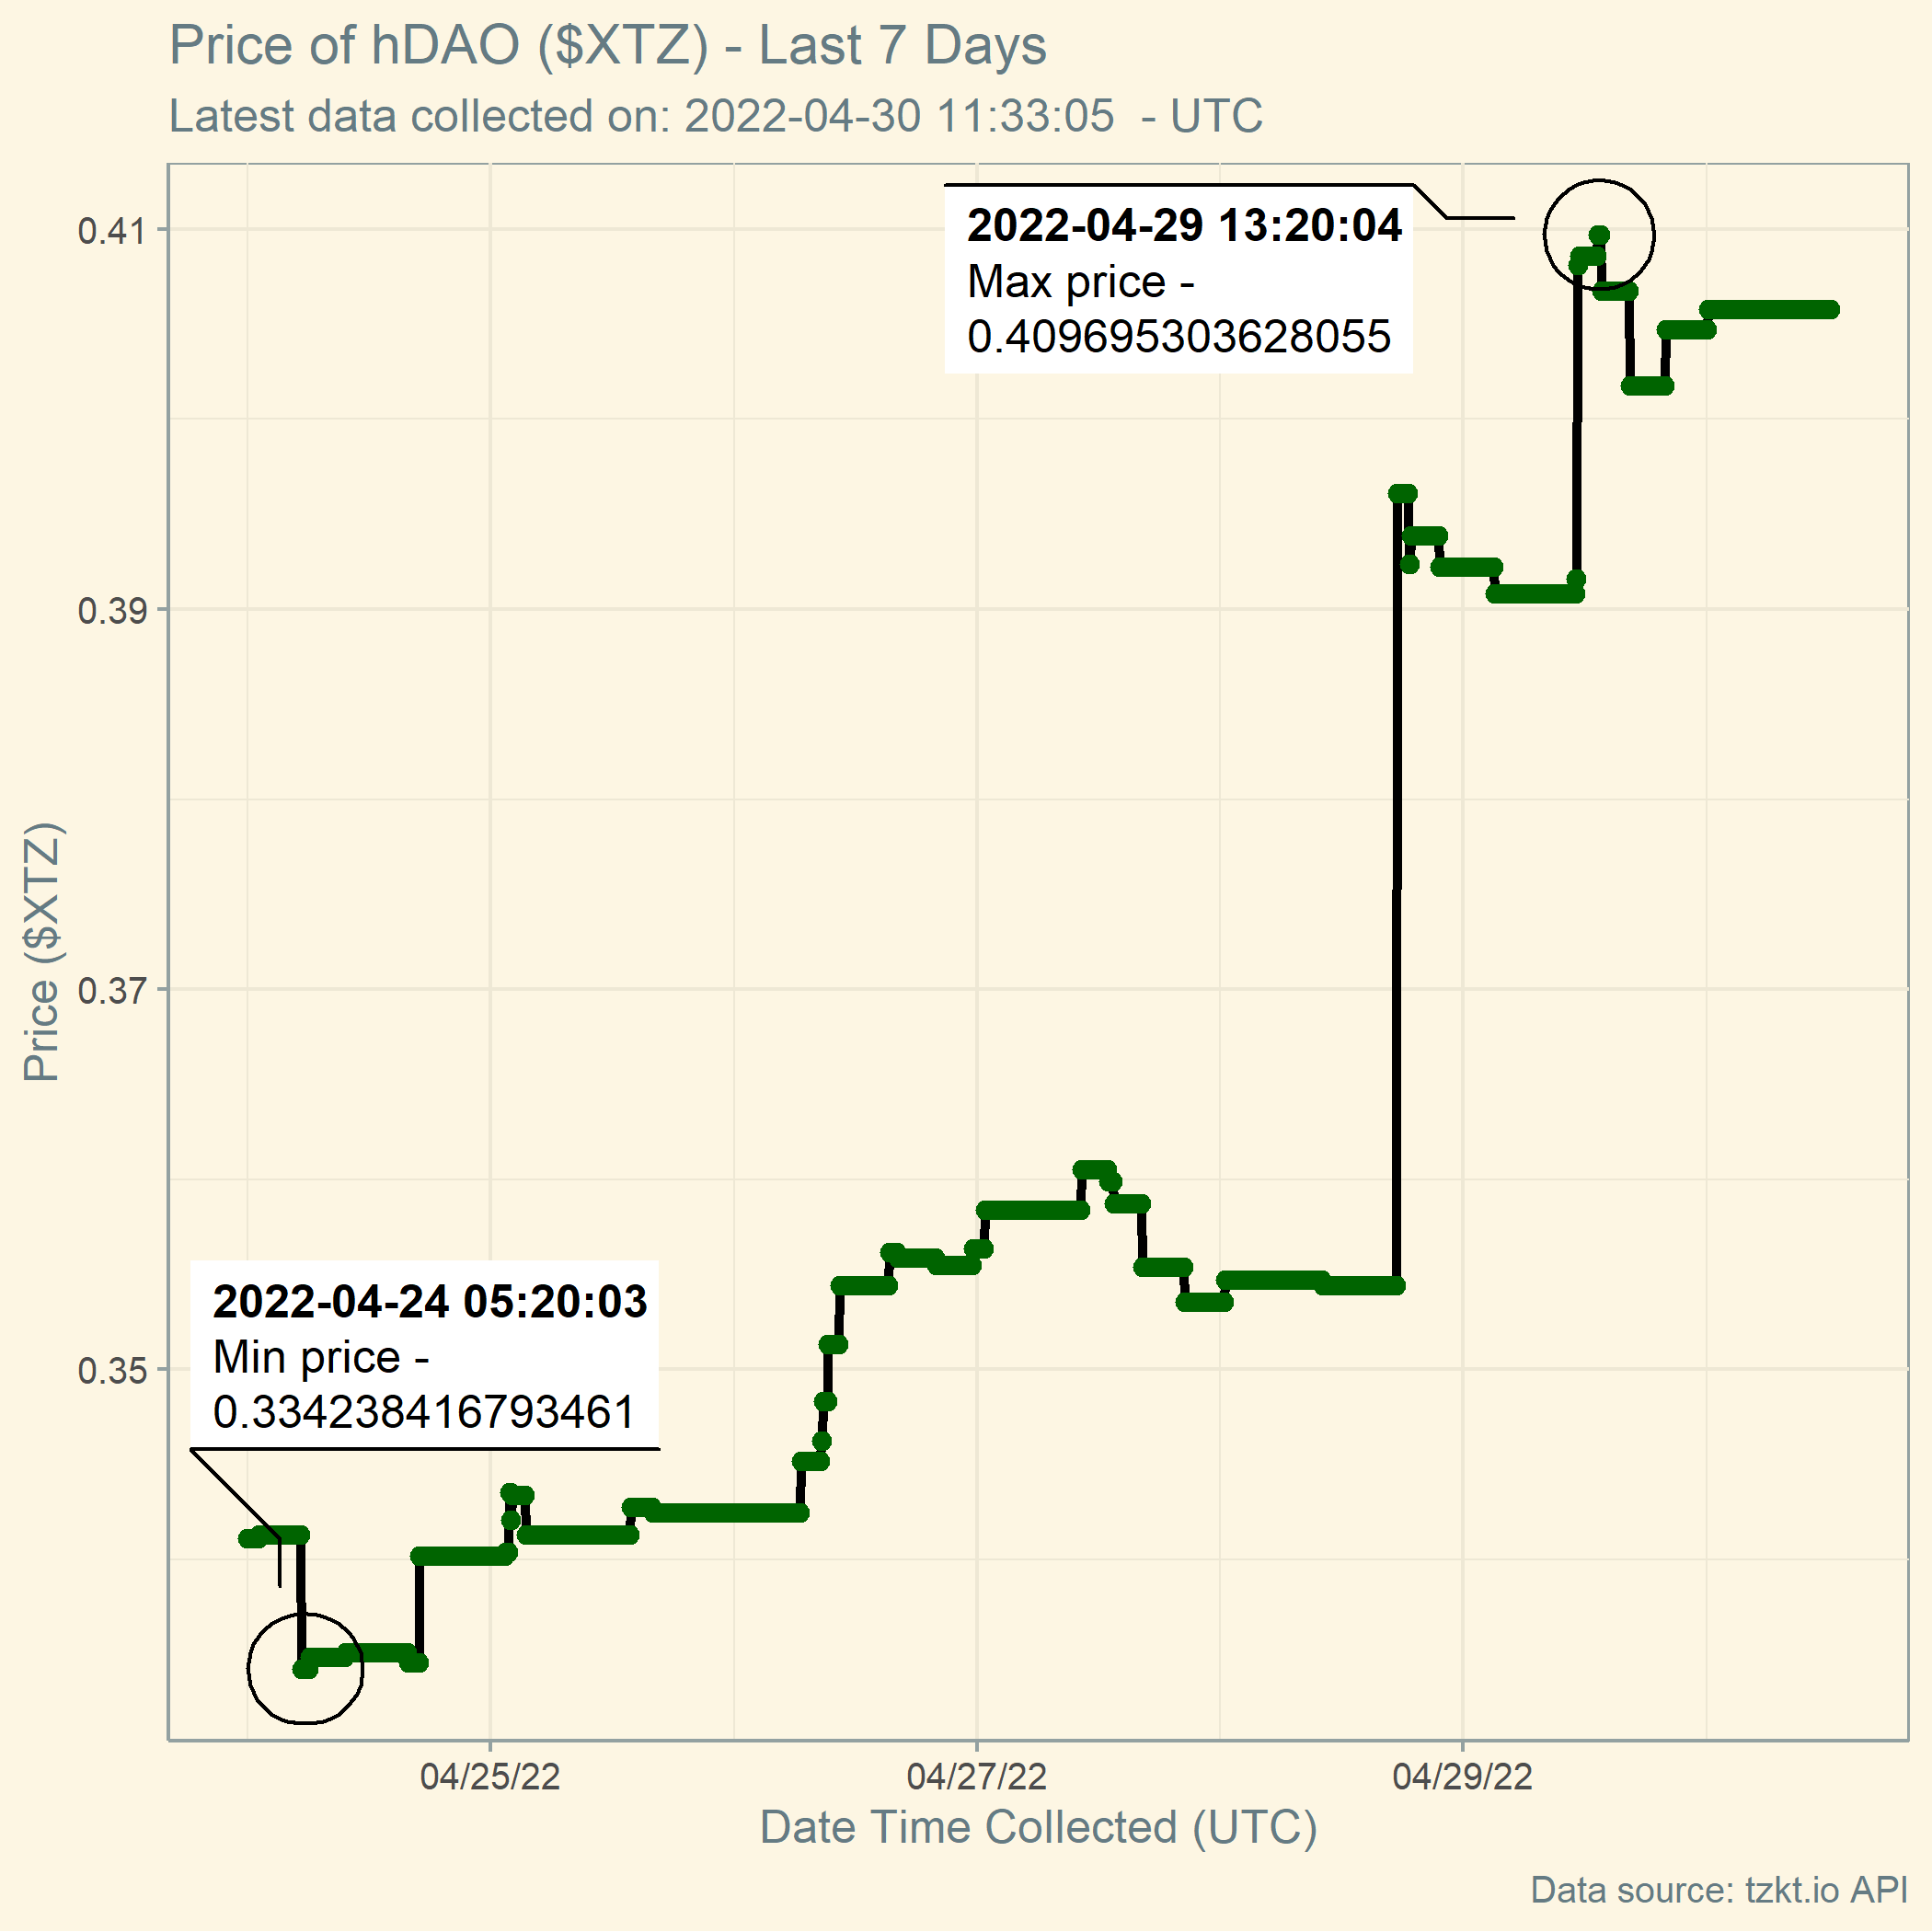 Price of hDAO ($XTZ) - Last 7 Days
Latest data collected on: 2022-04-30 11:33:05  - UTC
2022-04-29 13:20:04
Max price -
0.409695303628055
0.41
0.39
0.37
0.35
Price ($XTZ)
2022-04-24 05:20:03
Min price -
0.334238416793461
04/25/22
04/27/22
04/29/22
Date Time Collected (UTC)
Data source: tzkt.io API